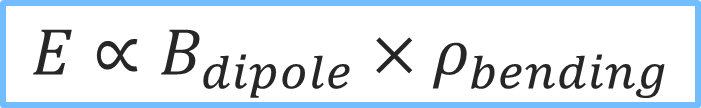 E ∝ B_dipole × ρ_bending